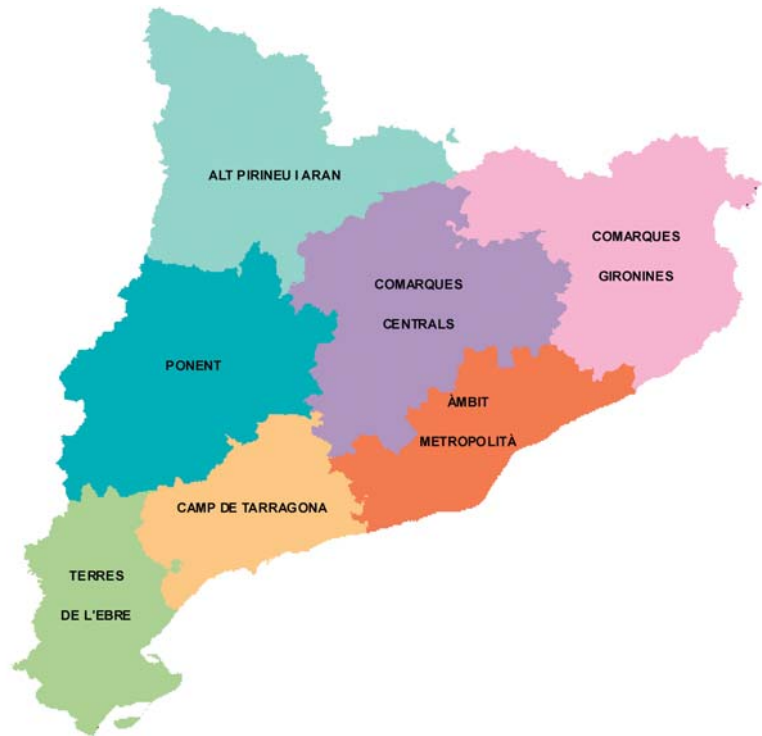 ALT PIRINEU I ARAN
COMARQUES
GIRONINES
COMARQUES
CENTRALS
PONENT
ÀMBIT
METROPOLITÀ
CAMP DE TARRAGONA
TERRES
DE L'EBRE